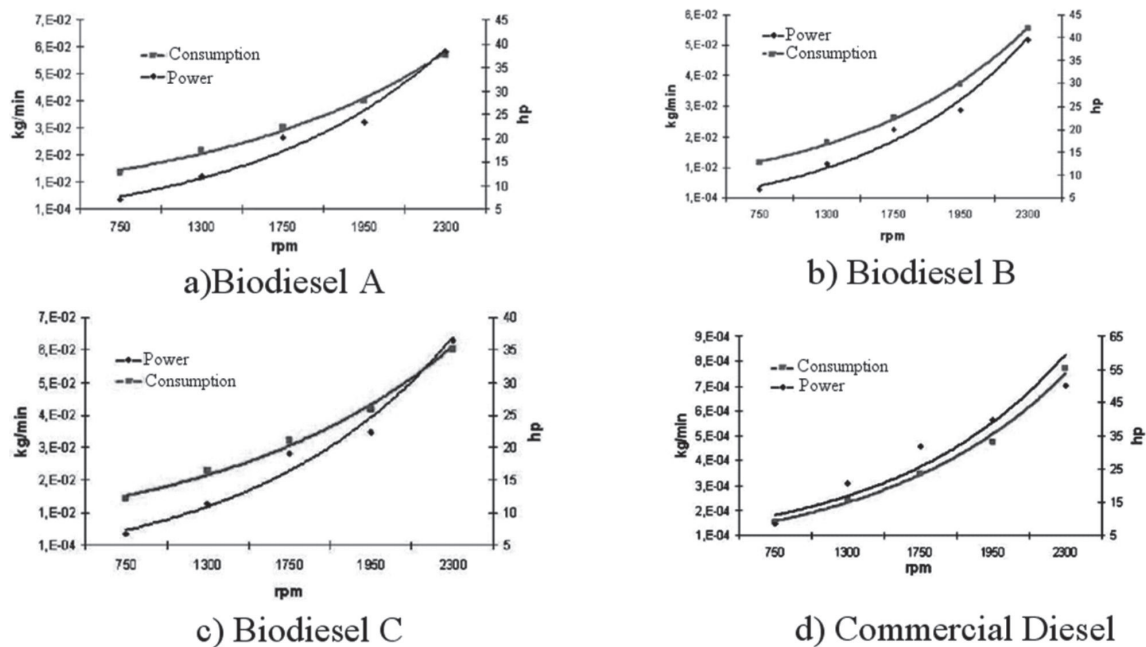 7,E-02
6,E-02
5,E-02
4,E-02
3,E-02
2,E-02
1,E-02
1,E-04
kg/min
Consumption
Power
45
40
35
30
25
20
15
10
5
hp
750 1300 1750 1950 2300
rpm
a)Biodiesel A
6,E-02
5,E-02
4,E-02
3,E-02
2,E-02
1,E-02
1,E-04
kg/min
Power
Consumption
45
40
35
30
25
20
15
10
5
hp
750 1300 1750 1950 2300
rpm
b) Biodiesel B
7,E-02
6,E-02
5,E-02
4,E-02
3,E-02
2,E-02
1,E-02
1,E-04
kg/min
Power
Consumption
40
35
30
25
20
15
10
5
hp
750 1300 1750 1950 2300
rpm
c) Biodiesel C
9,E-04
8,E-04
7,E-04
6,E-04
5,E-04
4,E-04
3,E-04
2,E-04
1,E-04
kg/min
Consumption
Power
65
55
45
35
25
15
5
hp
750 1300 1750 1950 2300
rpm
d) Commercial Diesel